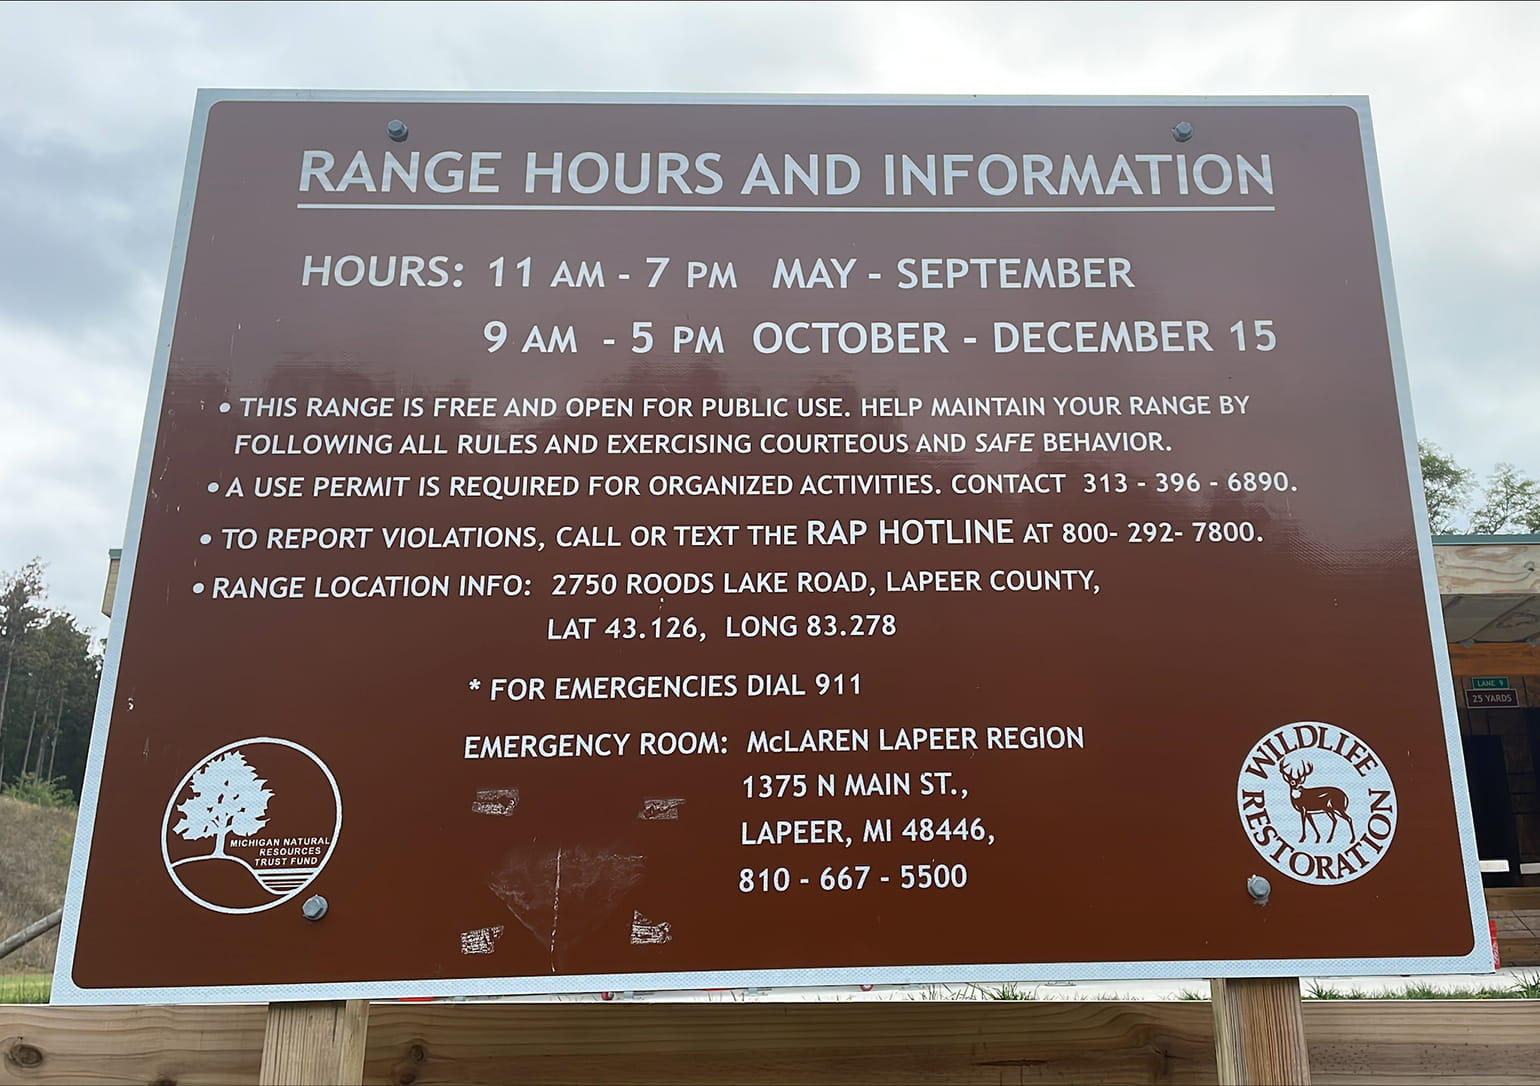 RANGE HOURS AND INFORMATION
HOURS: 11 AM - 7 PM MAY - SEPTEMBER
9 AM - 5 PM OCTOBER - DECEMBER 15
• THIS RANGE IS FREE AND OPEN FOR PUBLIC USE. HELP MAINTAIN YOUR RANGE BY
FOLLOWING ALL RULES AND EXERCISING COURTEOUS AND SAFE BEHAVIOR.
• A USE PERMIT IS REQUIRED FOR ORGANIZED ACTIVITIES. CONTACT 313 - 396 - 6890.
• TO REPORT VIOLATIONS, CALL OR TEXT THE RAP HOTLINE AT 800- 292- 7800.
• RANGE LOCATION INFO: 2750 ROODS LAKE ROAD, LAPEER COUNTY,
LAT 43.126, LONG 83.278
* FOR EMERGENCIES DIAL 911
EMERGENCY ROOM: McLAREN LAPEER REGION
1375 N MAIN ST.,
LAPEER, MI 48446,
810 - 667 - 5500
MICHIGAN NATURAL
RESOURCES
TRUST FUND
WILDLIFE
RESTORATION
LANE 9
25 YARDS